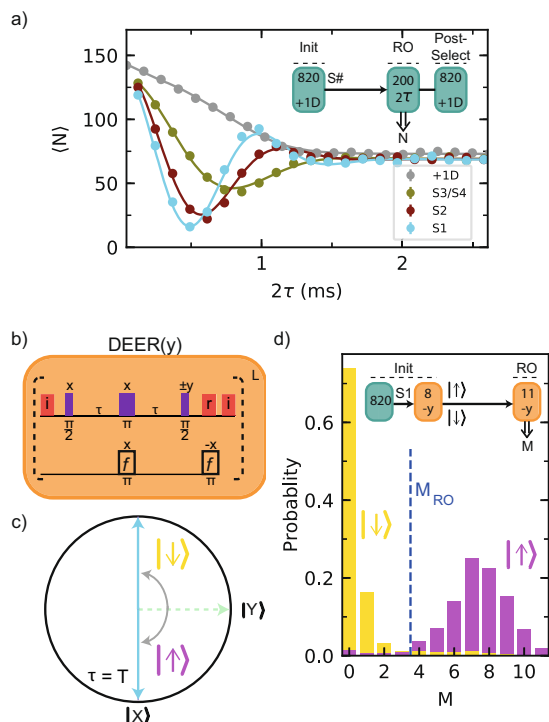 a)
Init
RO
Post-
Select
820
+1D
S#
200
2τ
820
+1D
N
150
100
50
0
⟨N⟩
+1D
S3/S4
S2
S1
1
2
2τ (ms)
b)
DEER(y)
L
x
x
±y
i
τ
τ
r
i
π/2
π
π/2
x
-x
f
f
π
π
c)
|↓⟩
|Y⟩
|↑⟩
τ = T
|X⟩
d)
Init
RO
820
S1
8
-y
|↑⟩
|↓⟩
11
-y
M
M_RO
|↓⟩
|↑⟩
0.6
0.4
0.2
0.0
Probablity
0 2 4 6 8 10
M